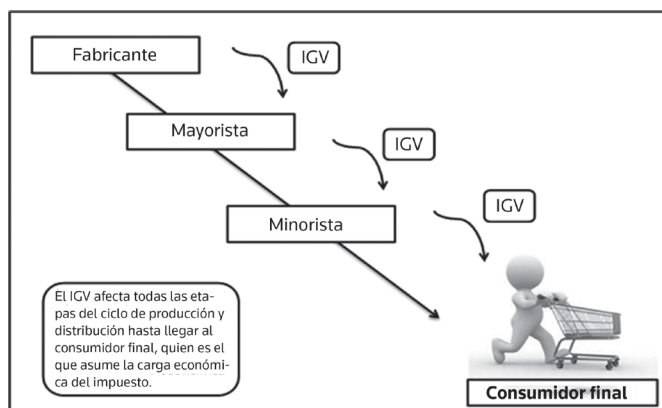 Fabricante
IGV
Mayorista
IGV
Minorista
IGV
El IGV afecta todas las eta-
pas del ciclo de producción y
distribución hasta llegar al
consumidor final, quien es el
que asume la carga económi-
ca del impuesto.
Consumidor final